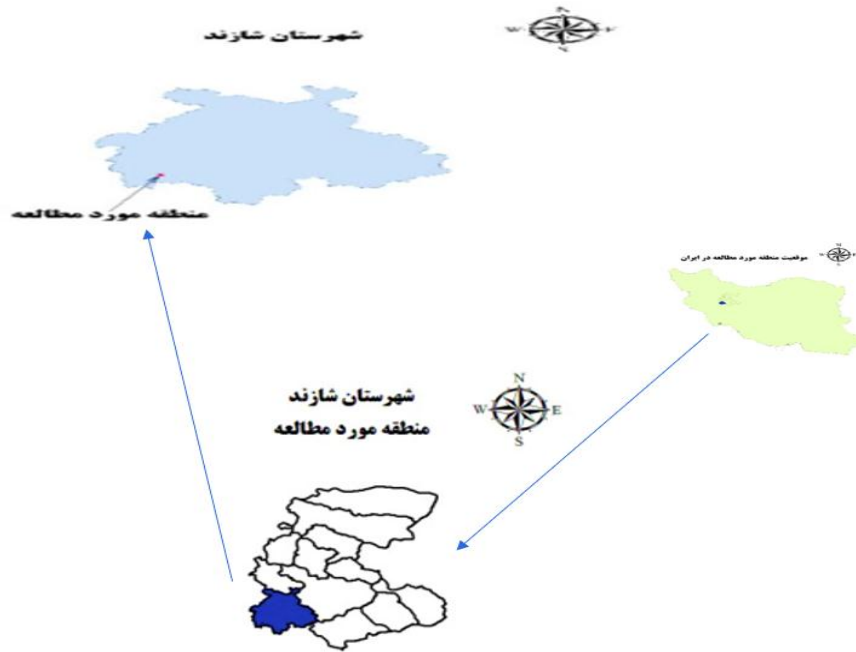 شهرستان شازند
منطقه مورد مطالعه
موقعیت منطقه مورد مطالعه در ایران
شهرستان شازند
منطقه مورد مطالعه
N
W
E
S